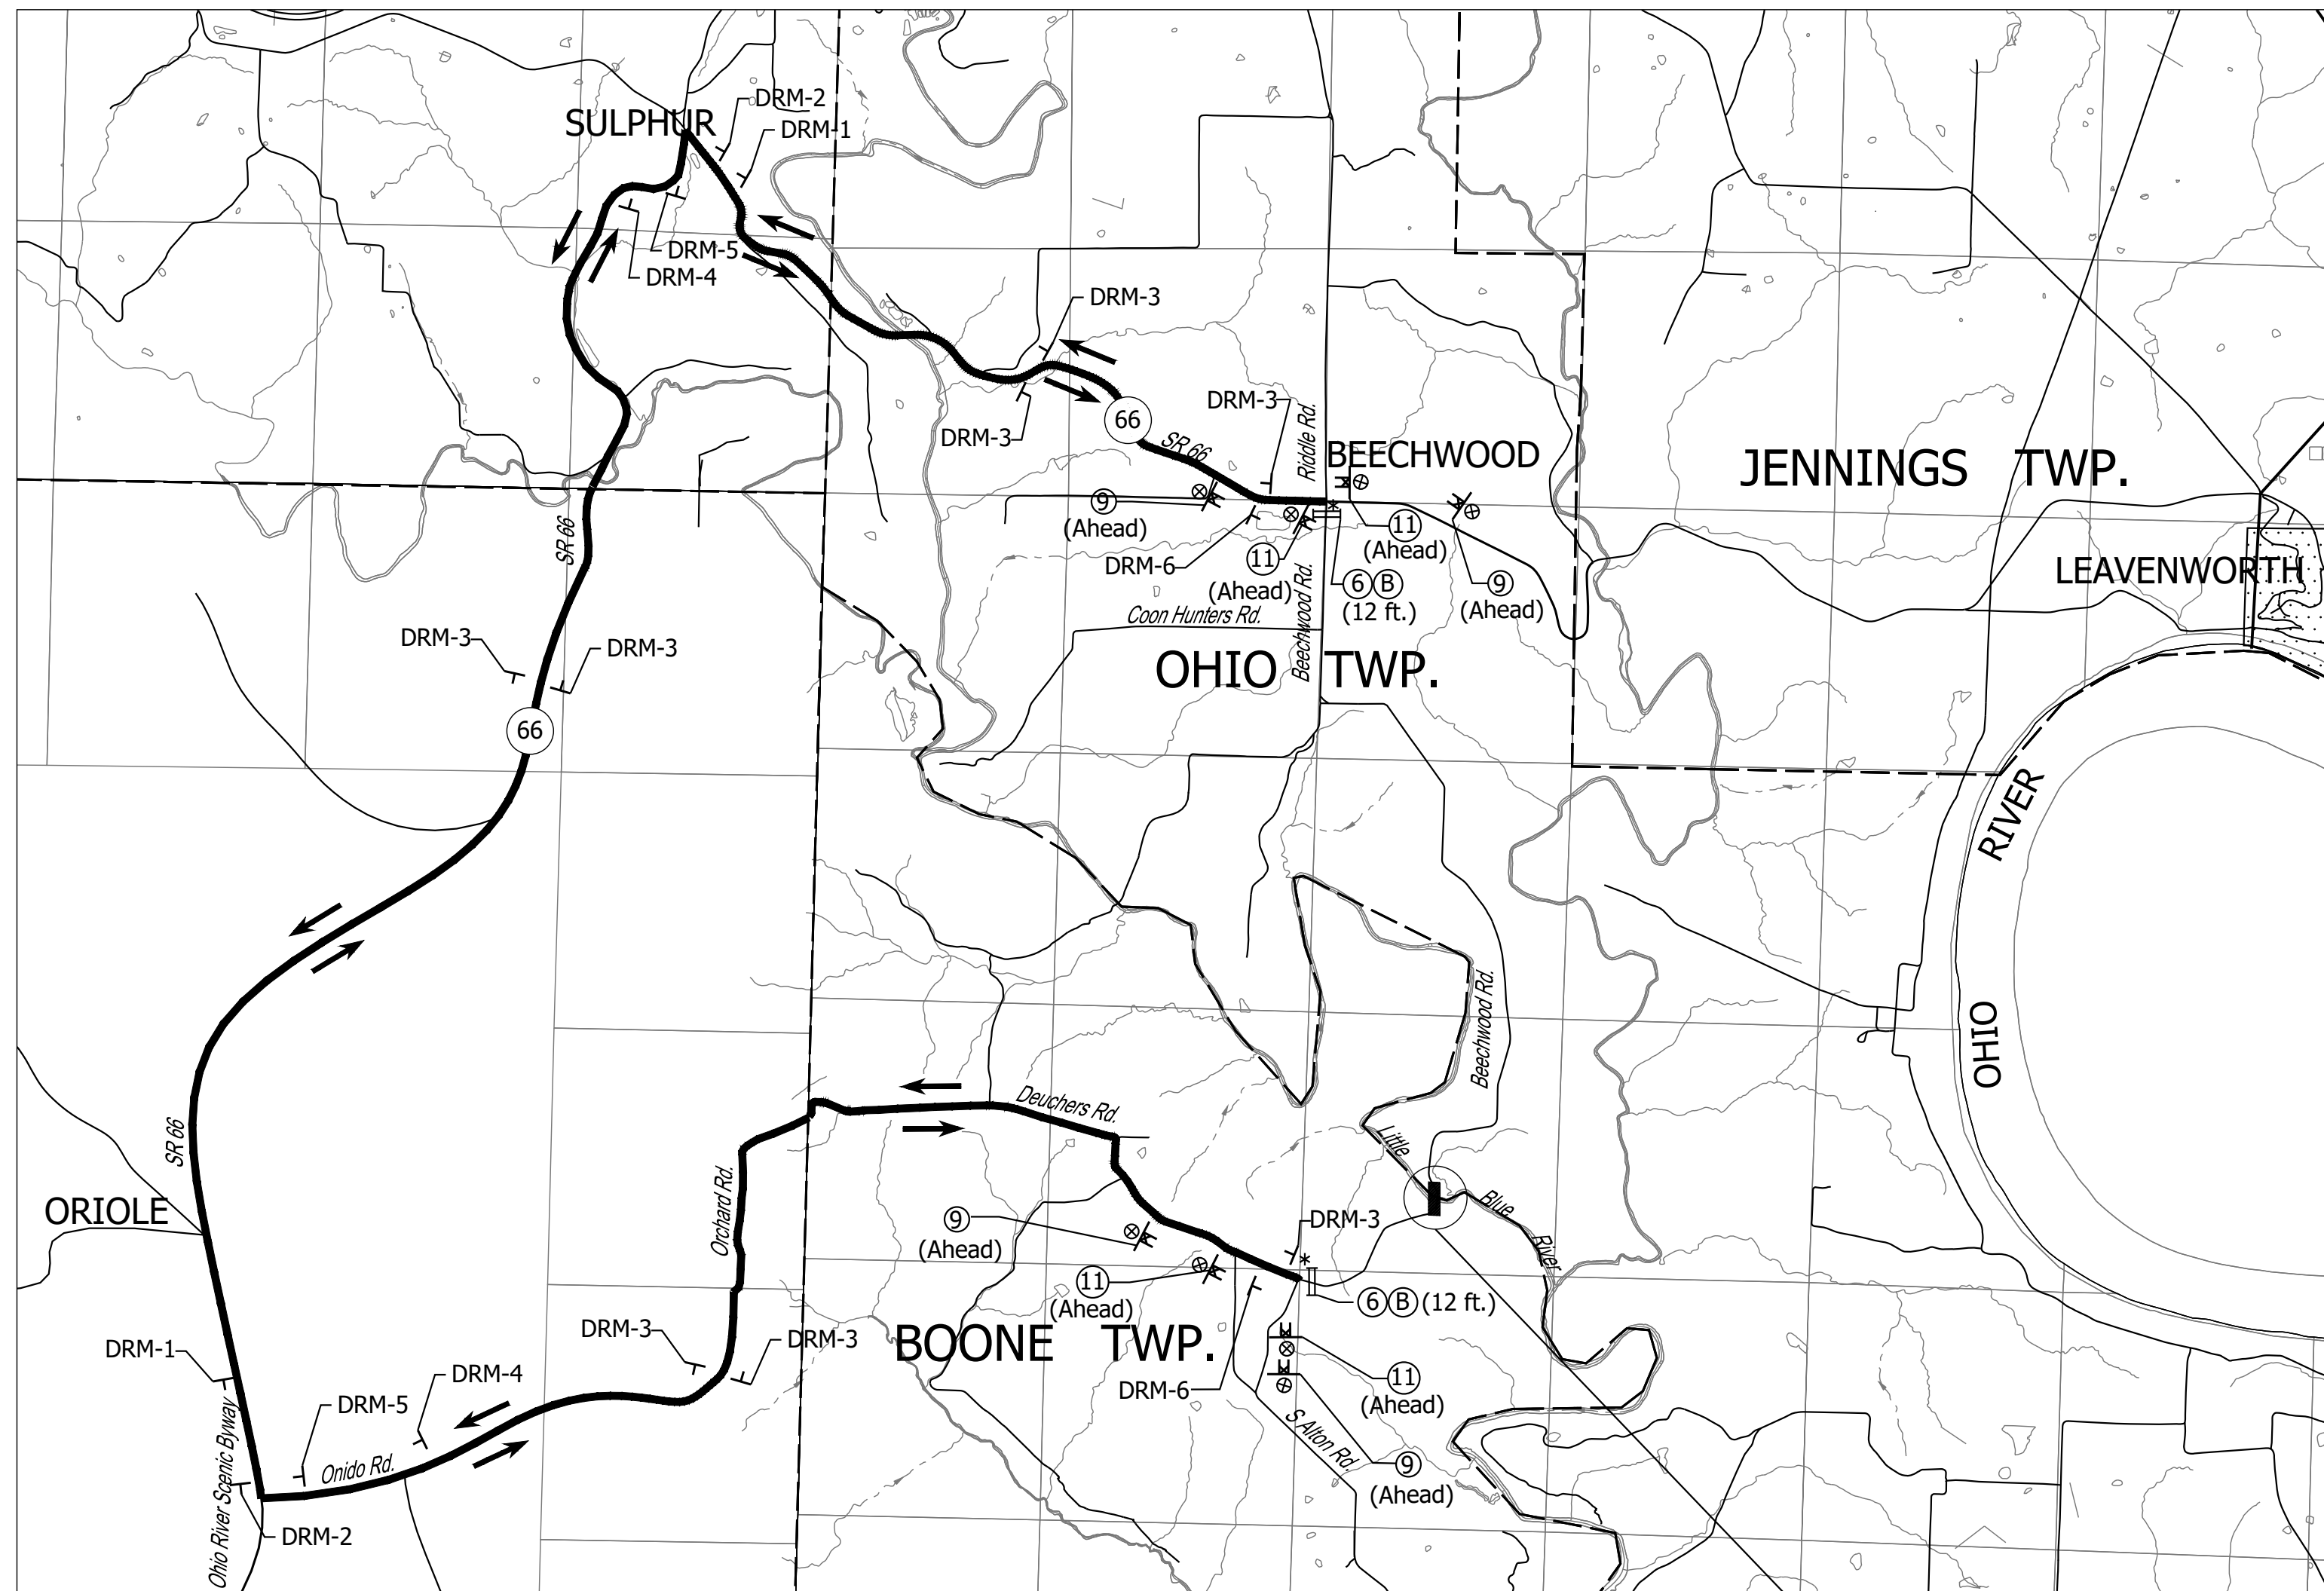 DRM-2
SULPHUR
DRM-1
DRM-5
DRM-4
DRM-3
DRM-3
DRM-3
66
Riddle Rd.
SR 66
BEECHWOOD
JENNINGS TWP.
9
(Ahead)
11
(Ahead)
SR 66
DRM-6
11
(Ahead)
6 B
(12 ft.)
9
(Ahead)
LEAVENWORTH
Coon Hunters Rd.
Beechwood Rd.
DRM-3
DRM-3
OHIO TWP.
66
RIVER
OHIO
Beechwood Rd.
Deuchers Rd.
SR 66
Little
Blue
River
ORIOLE
Orchard Rd.
9
(Ahead)
DRM-3
11
(Ahead)
6 B (12 ft.)
DRM-3
DRM-3
BOONE TWP.
DRM-1
DRM-4
DRM-6
11
(Ahead)
DRM-5
S Alton Rd.
Onido Rd.
9
(Ahead)
Ohio River Scenic Byway
DRM-2